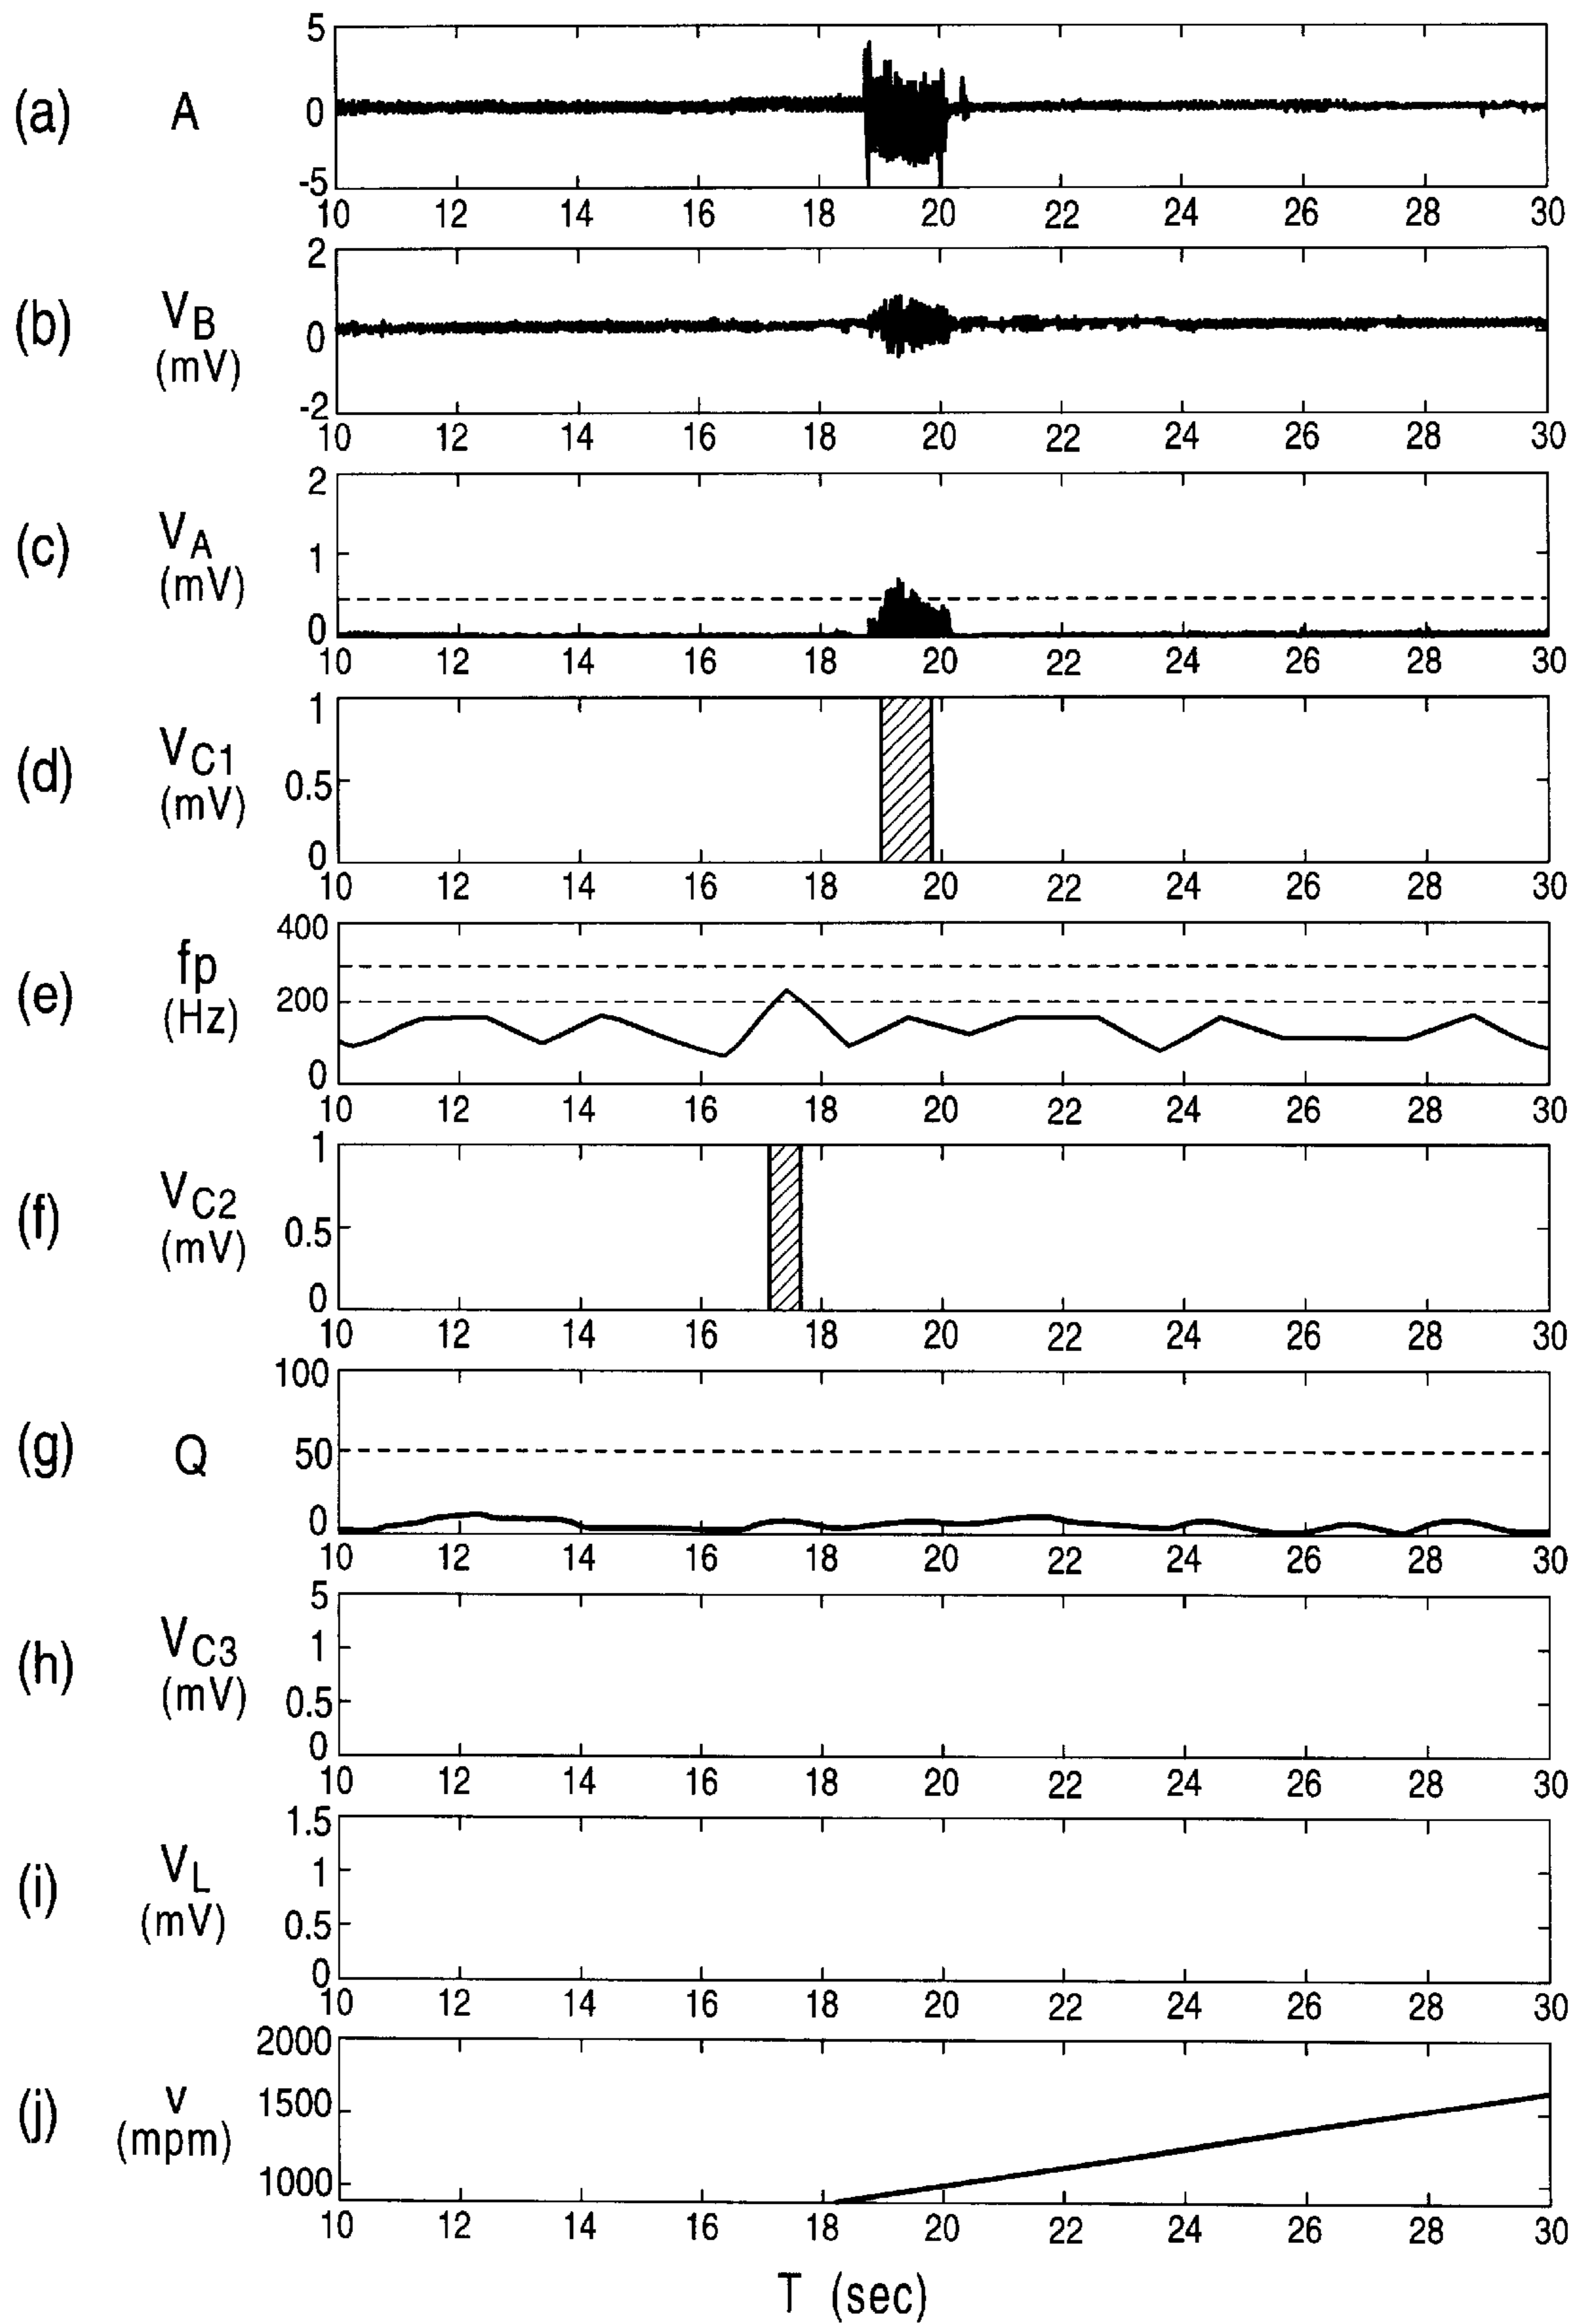 (a) A 5 0 -5
10 12 14 16 18 20 22 24 26 28 30
(b) VB (mV) 2 0 -2
10 12 14 16 18 20 22 24 26 28 30
(c) VA (mV) 2 1 0
10 12 14 16 18 20 22 24 26 28 30
(d) VC1 (mV) 1 0.5 0
10 12 14 16 18 20 22 24 26 28 30
(e) fp (Hz) 400 200 0
10 12 14 16 18 20 22 24 26 28 30
(f) VC2 (mV) 1 0.5 0
10 12 14 16 18 20 22 24 26 28 30
(g) Q 100 50 0
10 12 14 16 18 20 22 24 26 28 30
(h) VC3 (mV) 5 1 0.5 0
10 12 14 16 18 20 22 24 26 28 30
(i) VL (mV) 1.5 1 0.5 0
10 12 14 16 18 20 22 24 26 28 30
(j) v (mpm) 2000 1500 1000
10 12 14 16 18 20 22 24 26 28 30
T (sec)